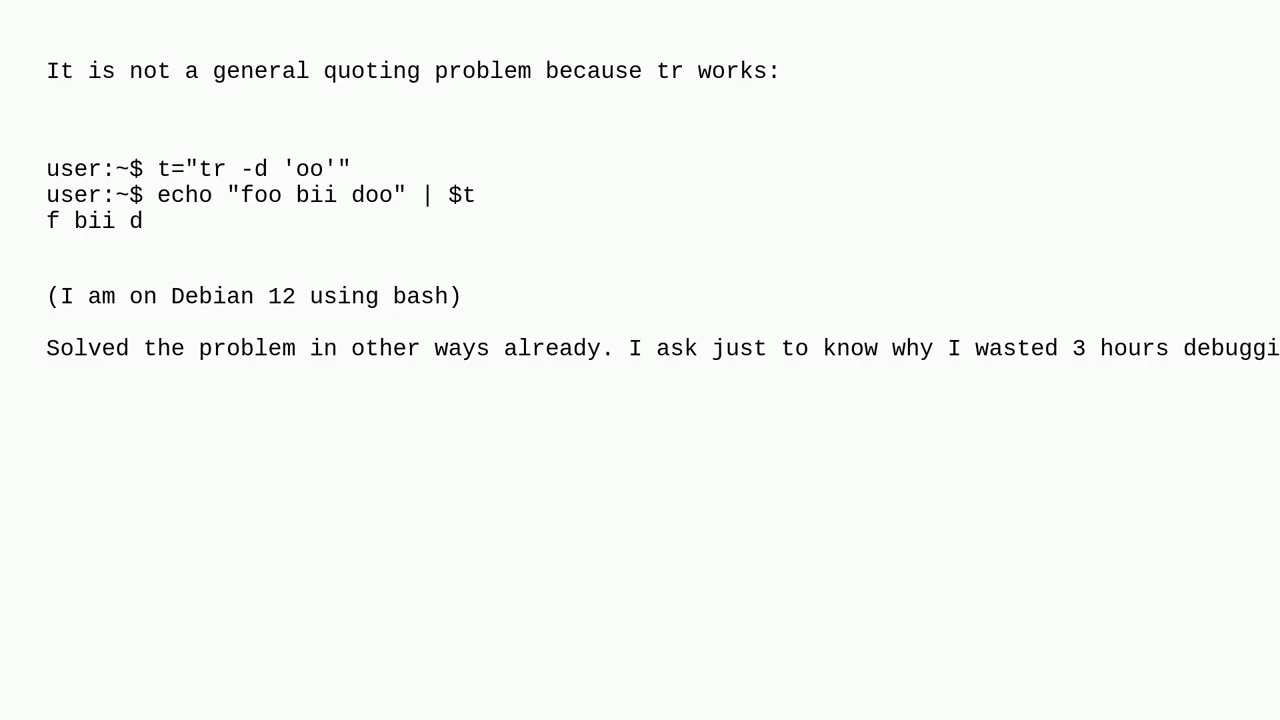 It is not a general quoting problem because tr works:
user:~$ t="tr -d 'oo'"
user:~$ echo "foo bii doo" | $t
f bii d
(I am on Debian 12 using bash)
Solved the problem in other ways already. I ask just to know why I wasted 3 hours debuggi